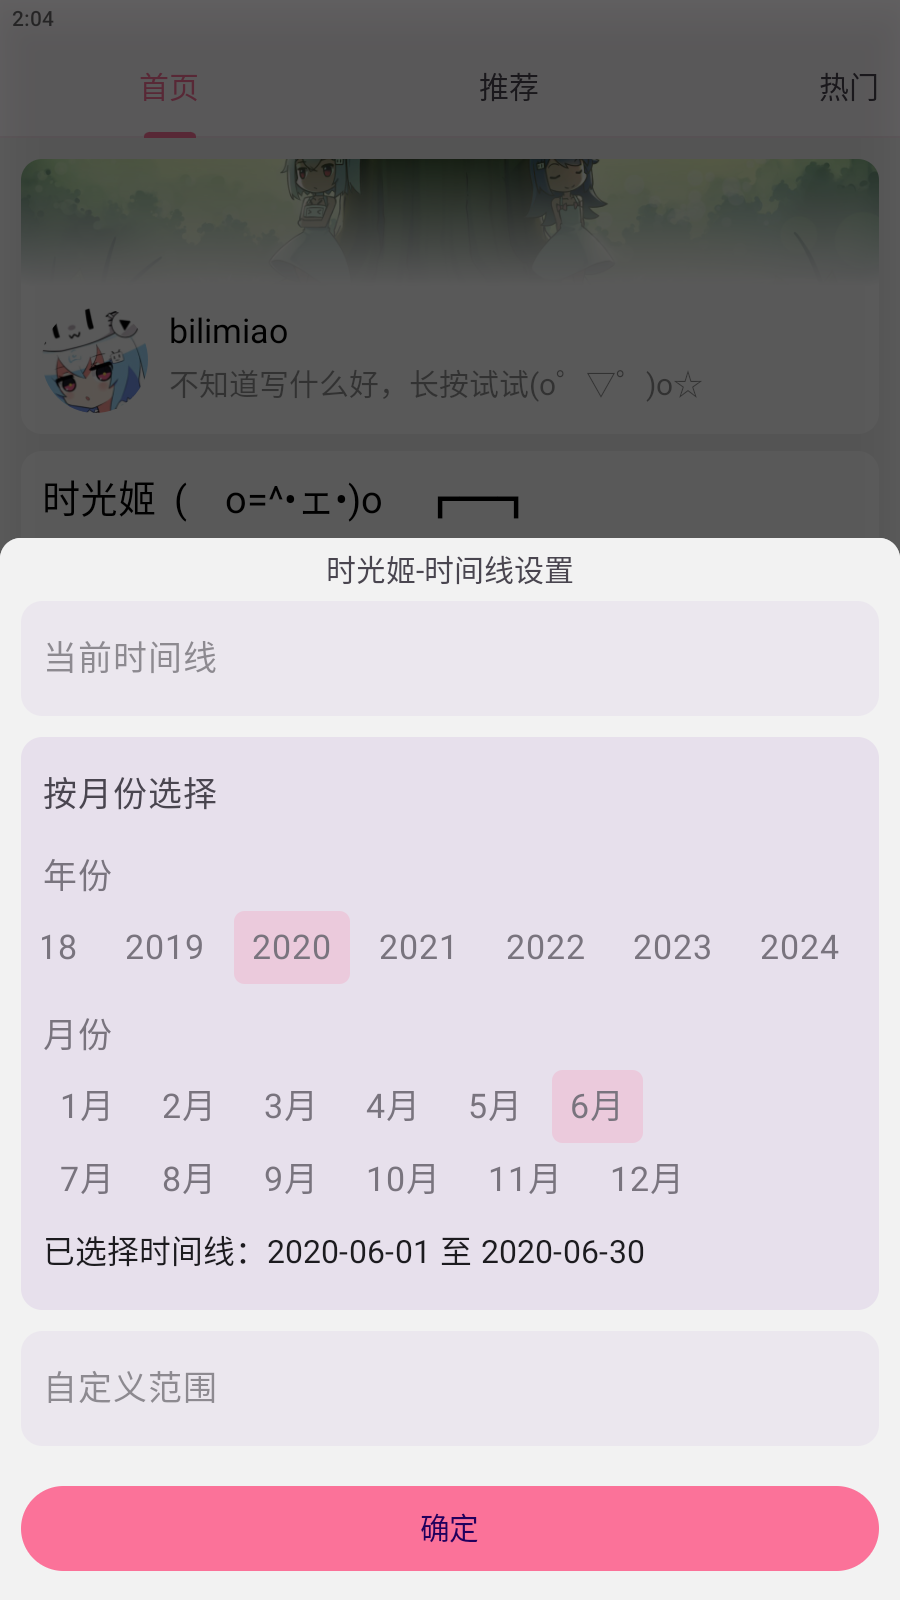 2:04
首页 推荐 热门
bilimiao
不知道写什么好，长按试试(o゜▽゜)o☆
时光姬 ( o=^•ェ•)o ┏━┓
时光姬-时间线设置
当前时间线
按月份选择
年份
18 2019 2020 2021 2022 2023 2024
月份
1月 2月 3月 4月 5月 6月
7月 8月 9月 10月 11月 12月
已选择时间线：2020-06-01 至 2020-06-30
自定义范围
确定